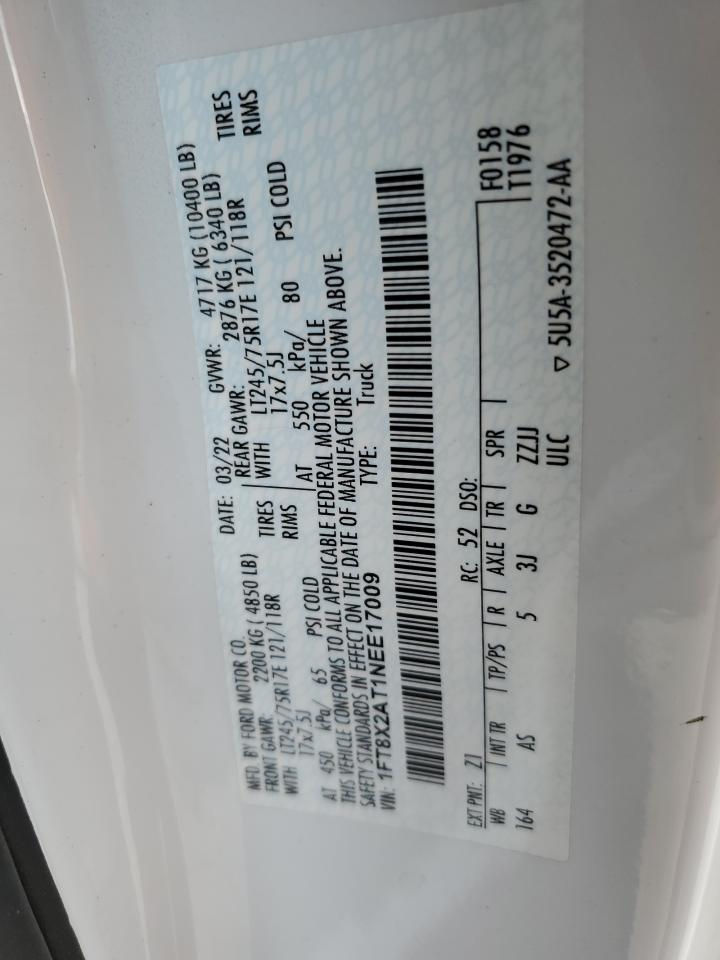 MFD. BY FORD MOTOR CO. DATE: 03/22 GVWR: 4717 KG (10400 LB)
FRONT GAWR: 2200 KG ( 4850 LB) REAR GAWR: 2876 KG ( 6340 LB)
WITH LT245/75R17E 121/118R TIRES WITH LT245/75R17E 121/118R TIRES
17x7.5J RIMS 17x7.5J RIMS
AT 450 kPa/ 65 PSI COLD AT 550 kPa/ 80 PSI COLD
THIS VEHICLE CONFORMS TO ALL APPLICABLE FEDERAL MOTOR VEHICLE
SAFETY STANDARDS IN EFFECT ON THE DATE OF MANUFACTURE SHOWN ABOVE.
VIN: 1FT8X2AT1NEE17009 TYPE: Truck
EXT PNT: Z1 RC: 52 DSO: F0158
WB INT TR TP/PS R AXLE TR SPR T1976
164 AS 5 3J G ZZJJ
ULC ▽ 5U5A-3520472-AA